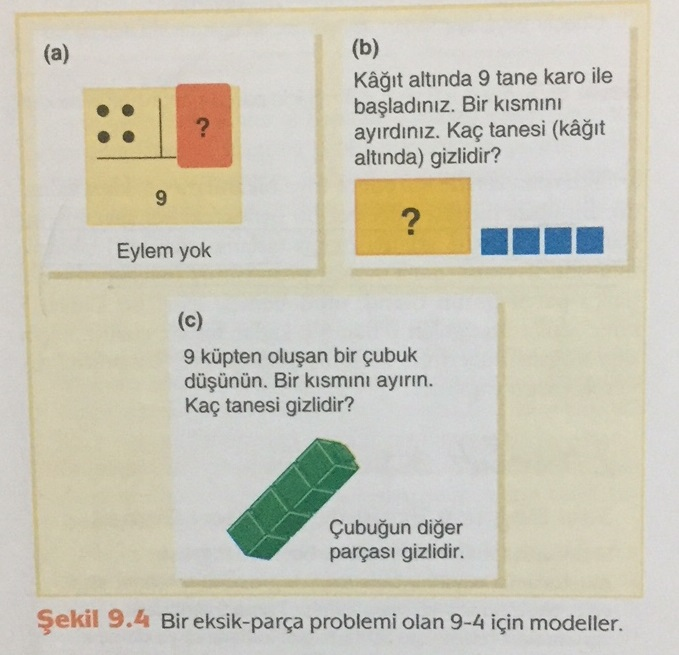 (a)
?
9
Eylem yok
(b)
Kâğıt altında 9 tane karo ile
başladınız. Bir kısmını
ayırdınız. Kaç tanesi (kâğıt
altında) gizlidir?
?
(c)
9 küpten oluşan bir çubuk
düşünün. Bir kısmını ayırın.
Kaç tanesi gizlidir?
Çubuğun diğer
parçası gizlidir.
Şekil 9.4 Bir eksik-parça problemi olan 9-4 için modeller.